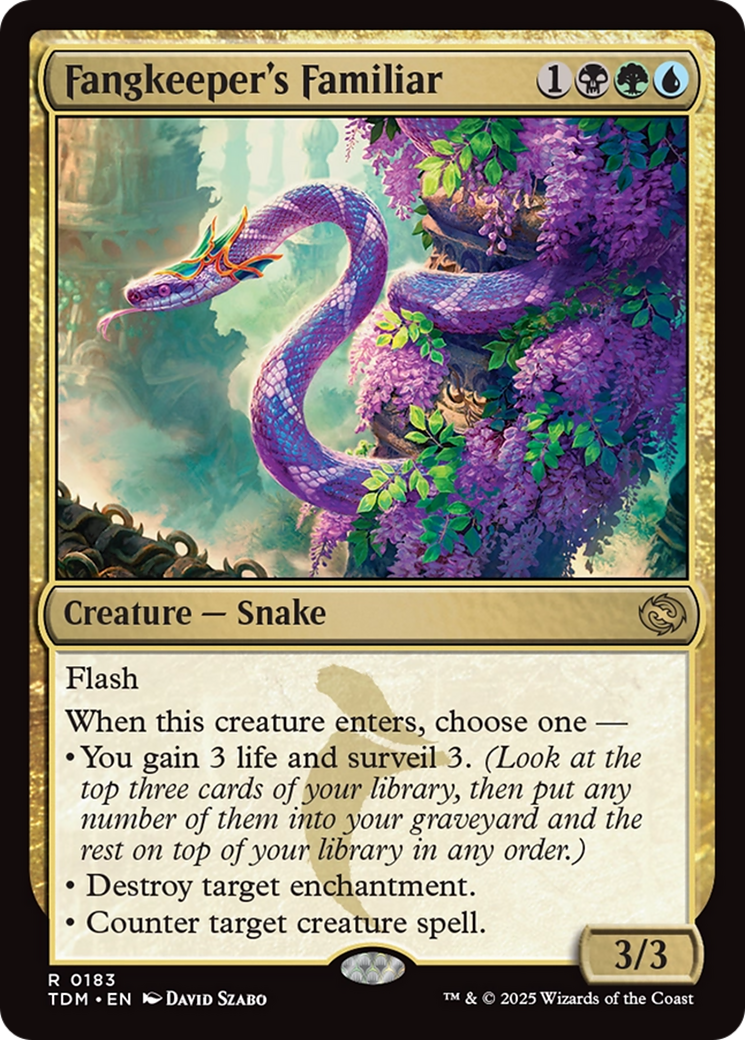 Fangkeeper's Familiar 1
Creature — Snake
Flash
When this creature enters, choose one —
• You gain 3 life and surveil 3. (Look at the
top three cards of your library, then put any
number of them into your graveyard and the
rest on top of your library in any order.)
• Destroy target enchantment.
• Counter target creature spell.
3/3
R 0183
TDM • EN David Szabo
™ & © 2025 Wizards of the Coast